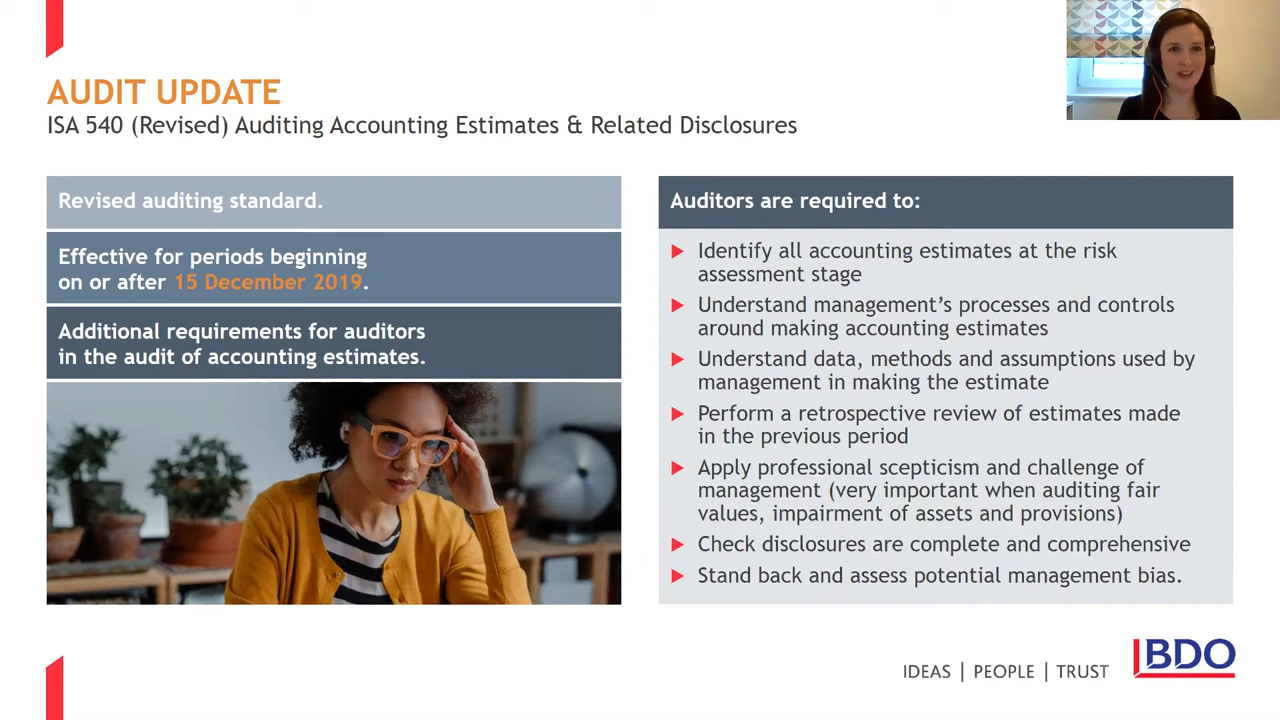 AUDIT UPDATE
ISA 540 (Revised) Auditing Accounting Estimates & Related Disclosures
Revised auditing standard.
Effective for periods beginning
on or after 15 December 2019.
Additional requirements for auditors
in the audit of accounting estimates.
Auditors are required to:
Identify all accounting estimates at the risk
assessment stage
Understand management’s processes and controls
around making accounting estimates
Understand data, methods and assumptions used by
management in making the estimate
Perform a retrospective review of estimates made
in the previous period
Apply professional scepticism and challenge of
management (very important when auditing fair
values, impairment of assets and provisions)
Check disclosures are complete and comprehensive
Stand back and assess potential management bias.
IDEAS | PEOPLE | TRUST
BDO